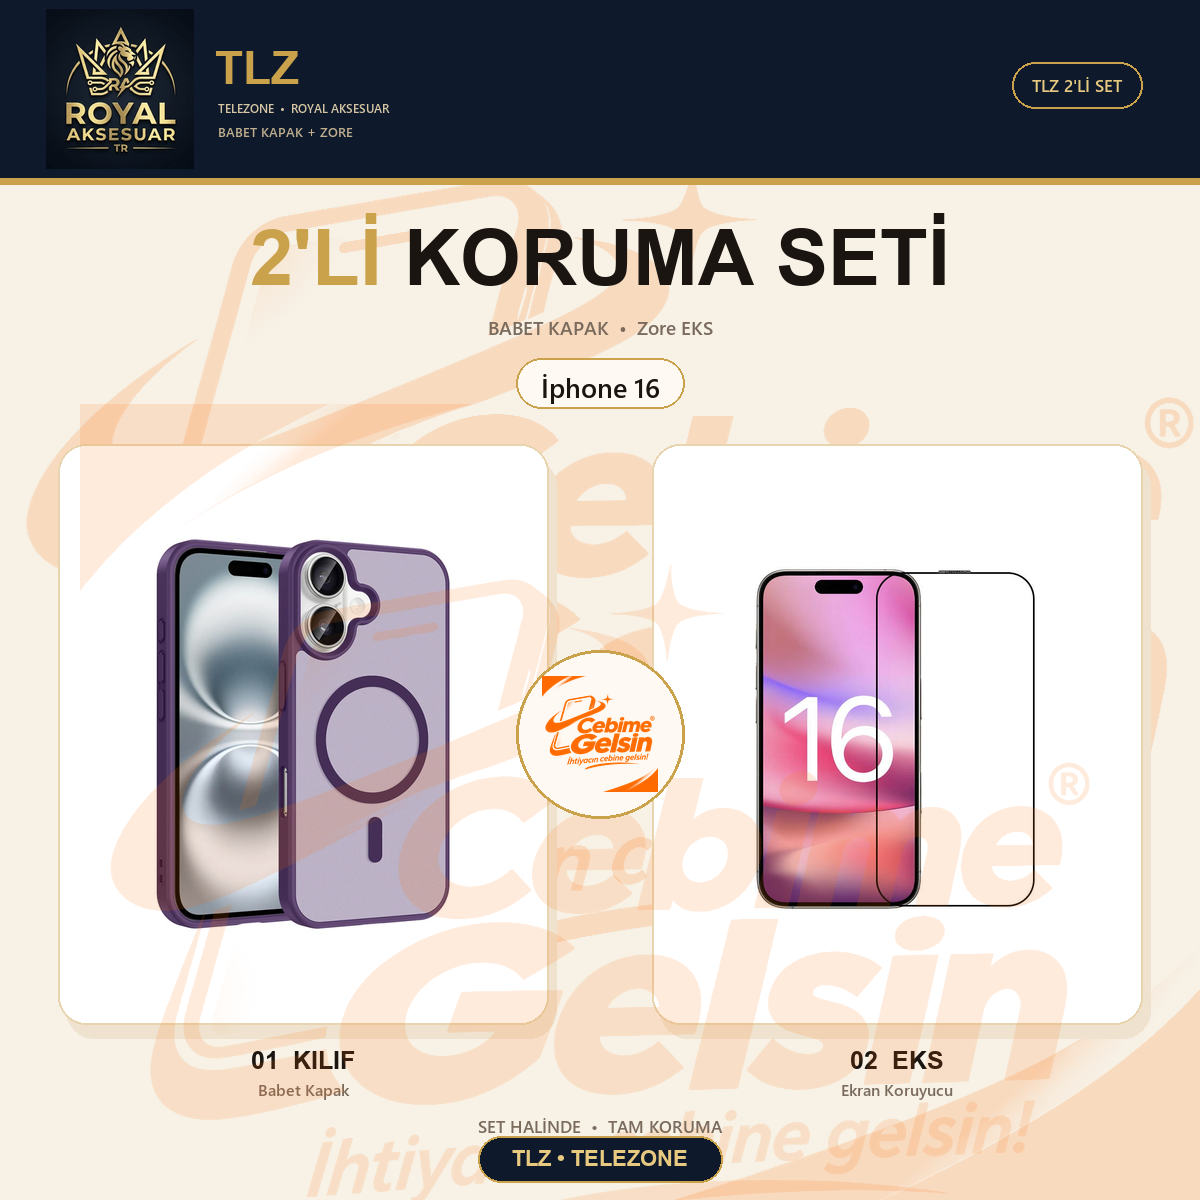 ROYAL
AKSESUAR
TR
TLZ
TELEZONE • ROYAL AKSESUAR
BABET KAPAK + ZORE
TLZ 2'Lİ SET
2'Lİ KORUMA SETİ
BABET KAPAK • Zore EKS
İphone 16
16
Cebime®
Gelsin
İhtiyacın cebine gelsin!
Cebime®
Gelsin
01 KILIF
Babet Kapak
02 EKS
Ekran Koruyucu
SET HALİNDE • TAM KORUMA
TLZ • TELEZONE